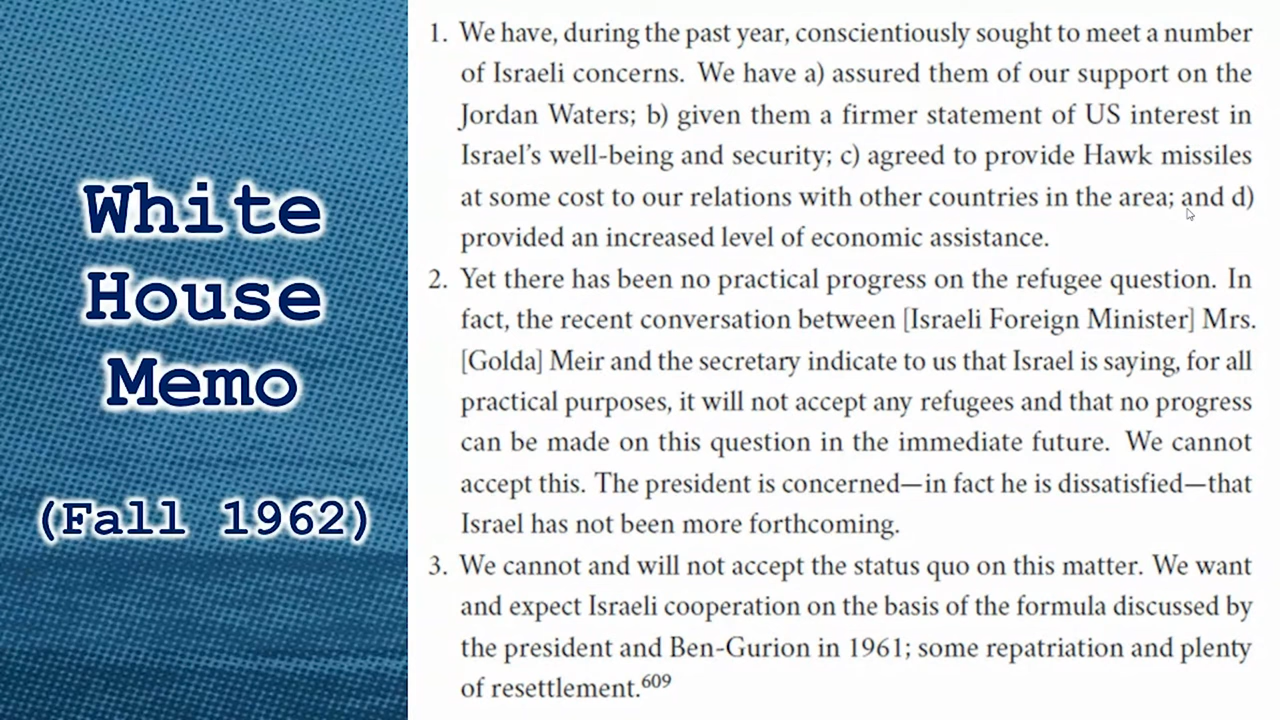 White
House
Memo
(Fall 1962)
1. We have, during the past year, conscientiously sought to meet a number
of Israeli concerns. We have a) assured them of our support on the
Jordan Waters; b) given them a firmer statement of US interest in
Israel’s well-being and security; c) agreed to provide Hawk missiles
at some cost to our relations with other countries in the area; and d)
provided an increased level of economic assistance.
2. Yet there has been no practical progress on the refugee question. In
fact, the recent conversation between [Israeli Foreign Minister] Mrs.
[Golda] Meir and the secretary indicate to us that Israel is saying, for all
practical purposes, it will not accept any refugees and that no progress
can be made on this question in the immediate future. We cannot
accept this. The president is concerned—in fact he is dissatisfied—that
Israel has not been more forthcoming.
3. We cannot and will not accept the status quo on this matter. We want
and expect Israeli cooperation on the basis of the formula discussed by
the president and Ben-Gurion in 1961; some repatriation and plenty
of resettlement.609